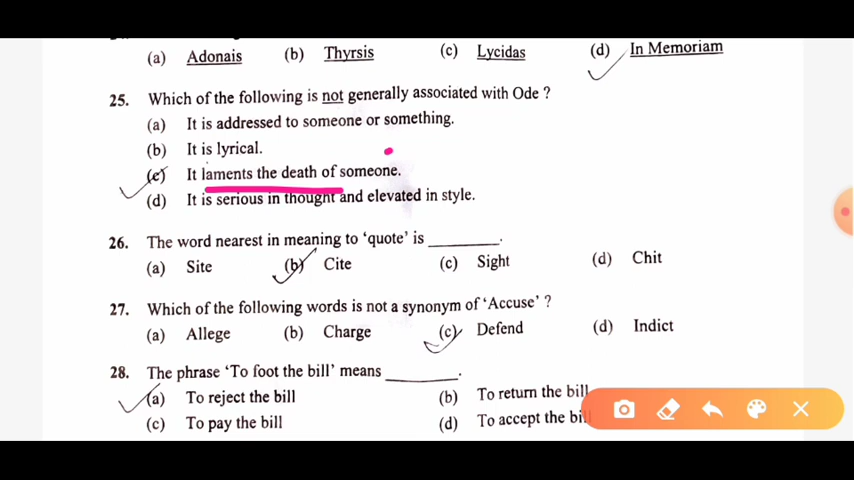 (a) Adonais (b) Thyrsis (c) Lycidas (d) In Memoriam
25. Which of the following is not generally associated with Ode ?
(a) It is addressed to someone or something.
(b) It is lyrical.
(c) It laments the death of someone.
(d) It is serious in thought and elevated in style.
26. The word nearest in meaning to ‘quote’ is ________.
(a) Site (b) Cite (c) Sight (d) Chit
27. Which of the following words is not a synonym of ‘Accuse’ ?
(a) Allege (b) Charge (c) Defend (d) Indict
28. The phrase ‘To foot the bill’ means ________.
(a) To reject the bill (b) To return the bill
(c) To pay the bill (d) To accept the